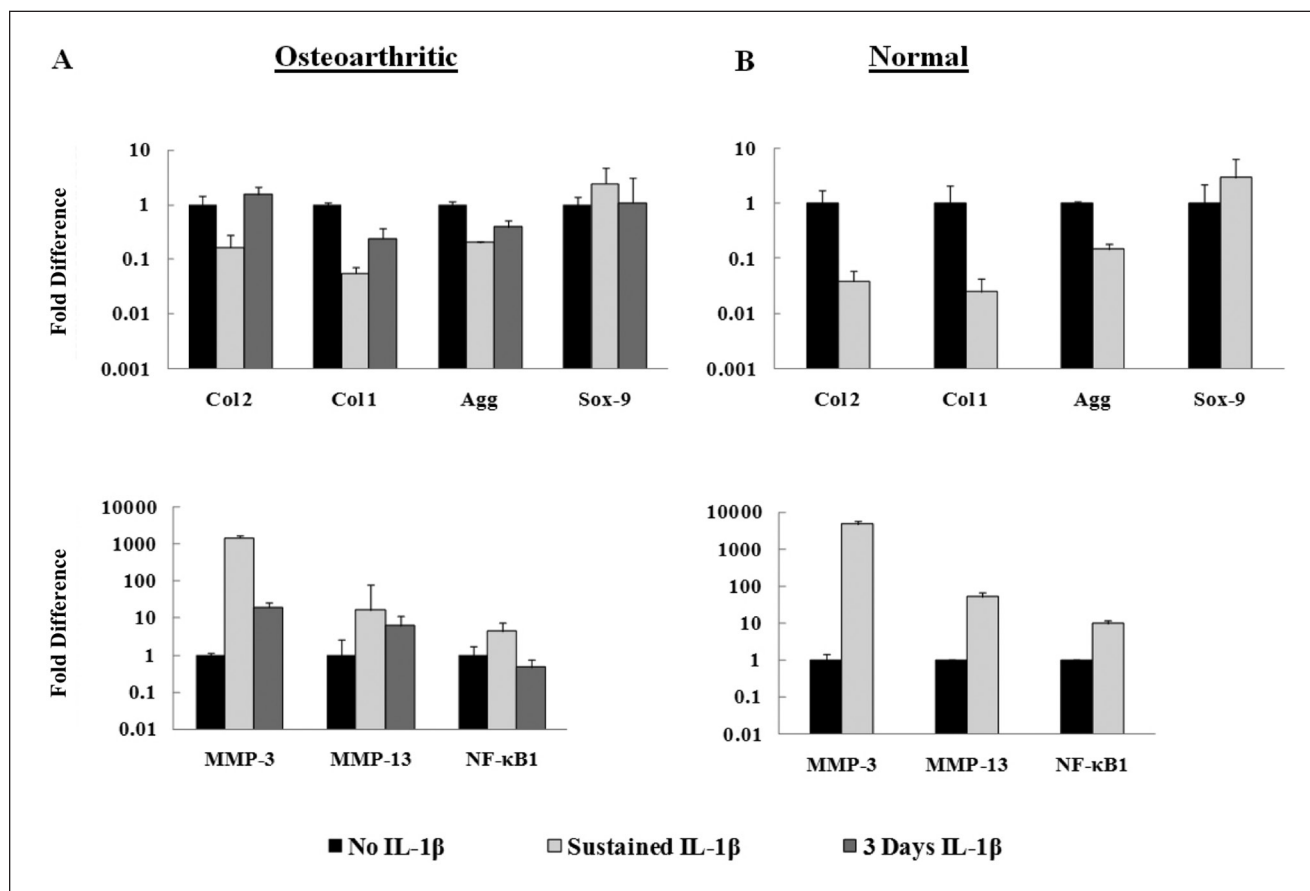 A
Osteoarthritic
B
Normal
Fold Difference
10
1
0.1
0.01
0.001
Col2 Col1 Agg Sox-9
10
1
0.1
0.01
0.001
Col2 Col1 Agg Sox-9
Fold Difference
10000
1000
100
10
1
0.1
0.01
MMP-3 MMP-13 NF-κB1
10000
1000
100
10
1
0.1
0.01
MMP-3 MMP-13 NF-κB1
No IL-1β Sustained IL-1β 3 Days IL-1β